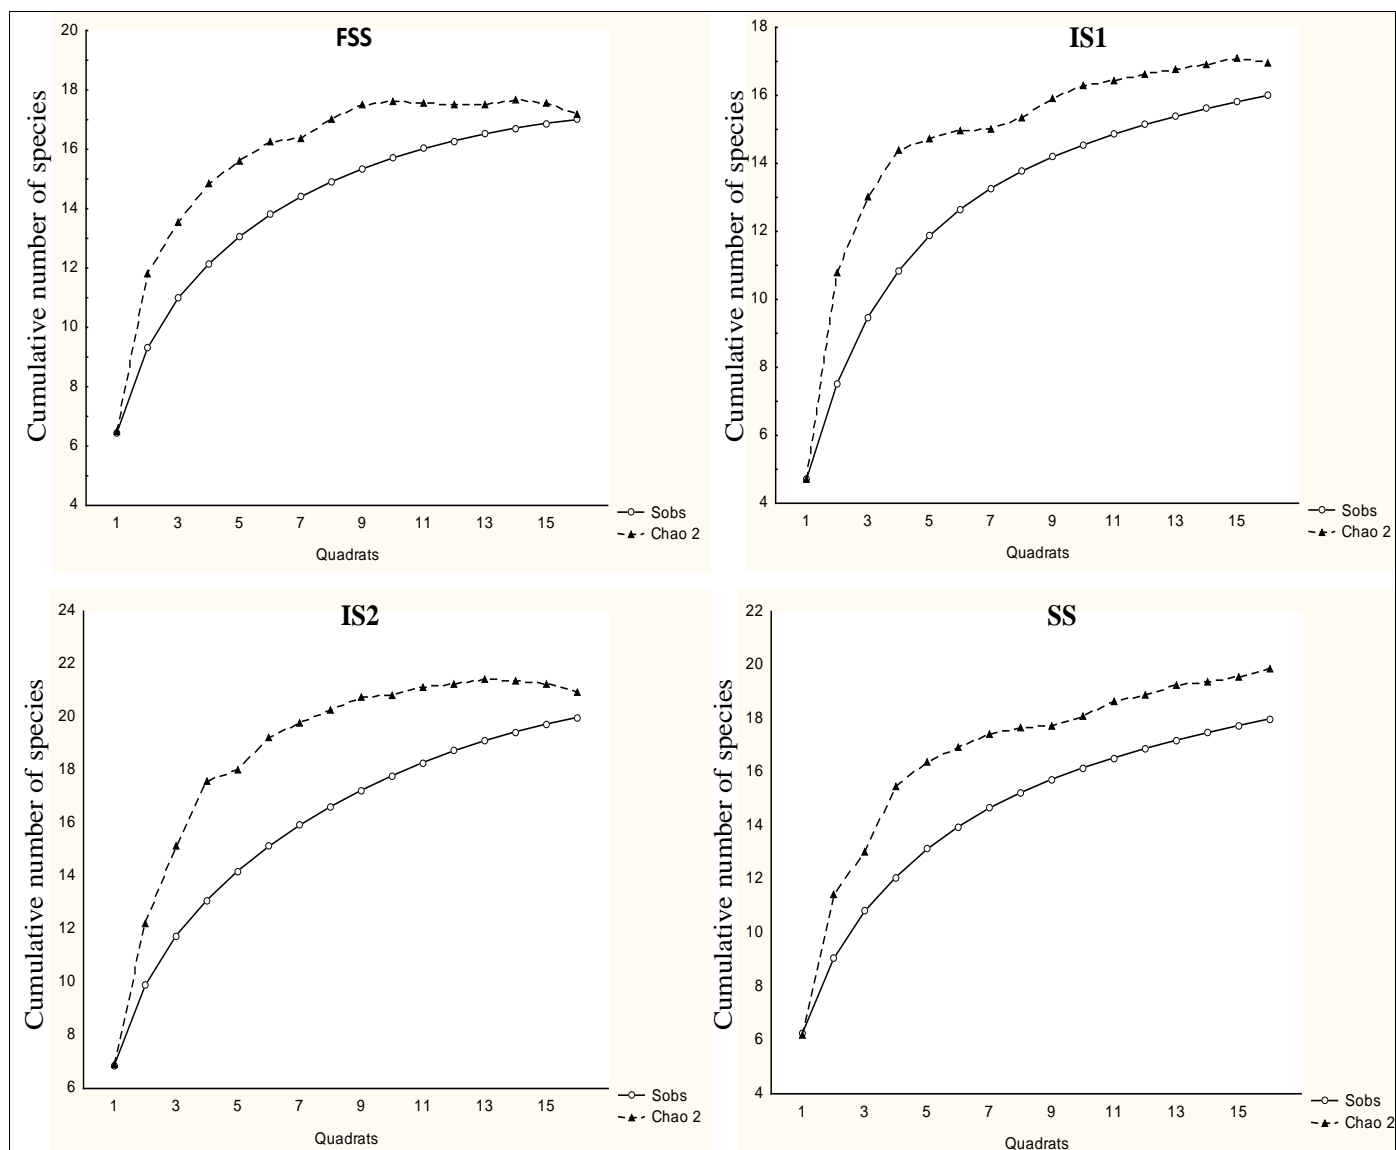 FSS
Cumulative number of species
20
18
16
14
12
10
8
6
4
1 3 5 7 9 11 13 15
Quadrats
Sobs
Chao 2
IS1
Cumulative number of species
18
16
14
12
10
8
6
4
1 3 5 7 9 11 13 15
Quadrats
Sobs
Chao 2
IS2
Cumulative number of species
24
22
20
18
16
14
12
10
8
6
1 3 5 7 9 11 13 15
Quadrats
Sobs
Chao 2
SS
Cumulative number of species
22
20
18
16
14
12
10
8
6
4
1 3 5 7 9 11 13 15
Quadrats
Sobs
Chao 2